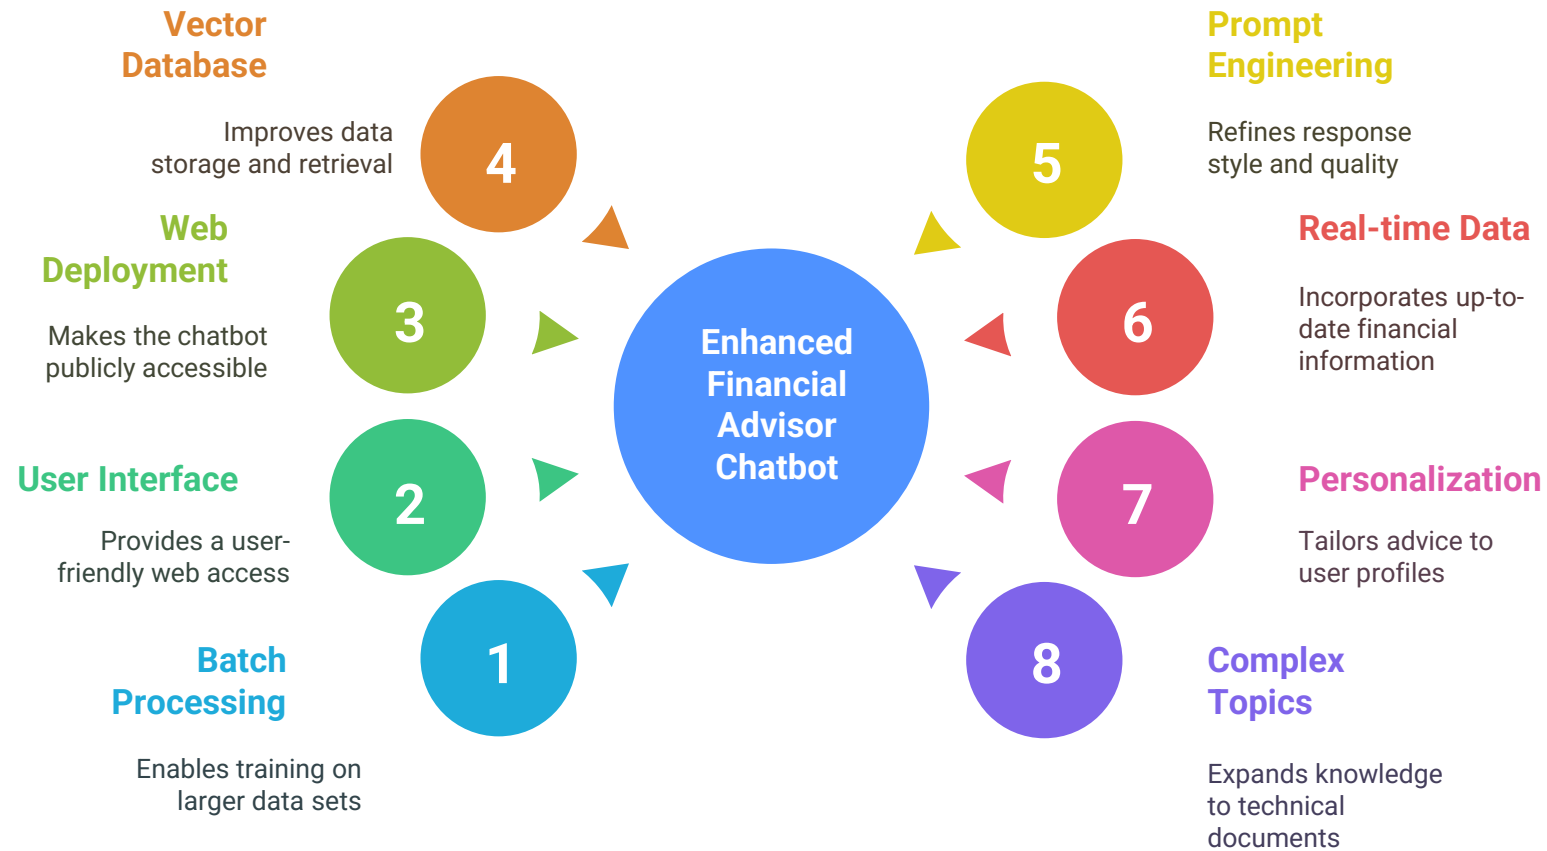 Vector
Database
Improves data
storage and retrieval
4
Web
Deployment
Makes the chatbot
publicly accessible
3
User Interface
Provides a user-
friendly web access
2
Batch
Processing
Enables training on
larger data sets
1
Enhanced
Financial
Advisor
Chatbot
5
Prompt
Engineering
Refines response
style and quality
6
Real-time Data
Incorporates up-to-
date financial
information
7
Personalization
Tailors advice to
user profiles
8
Complex
Topics
Expands knowledge
to technical
documents